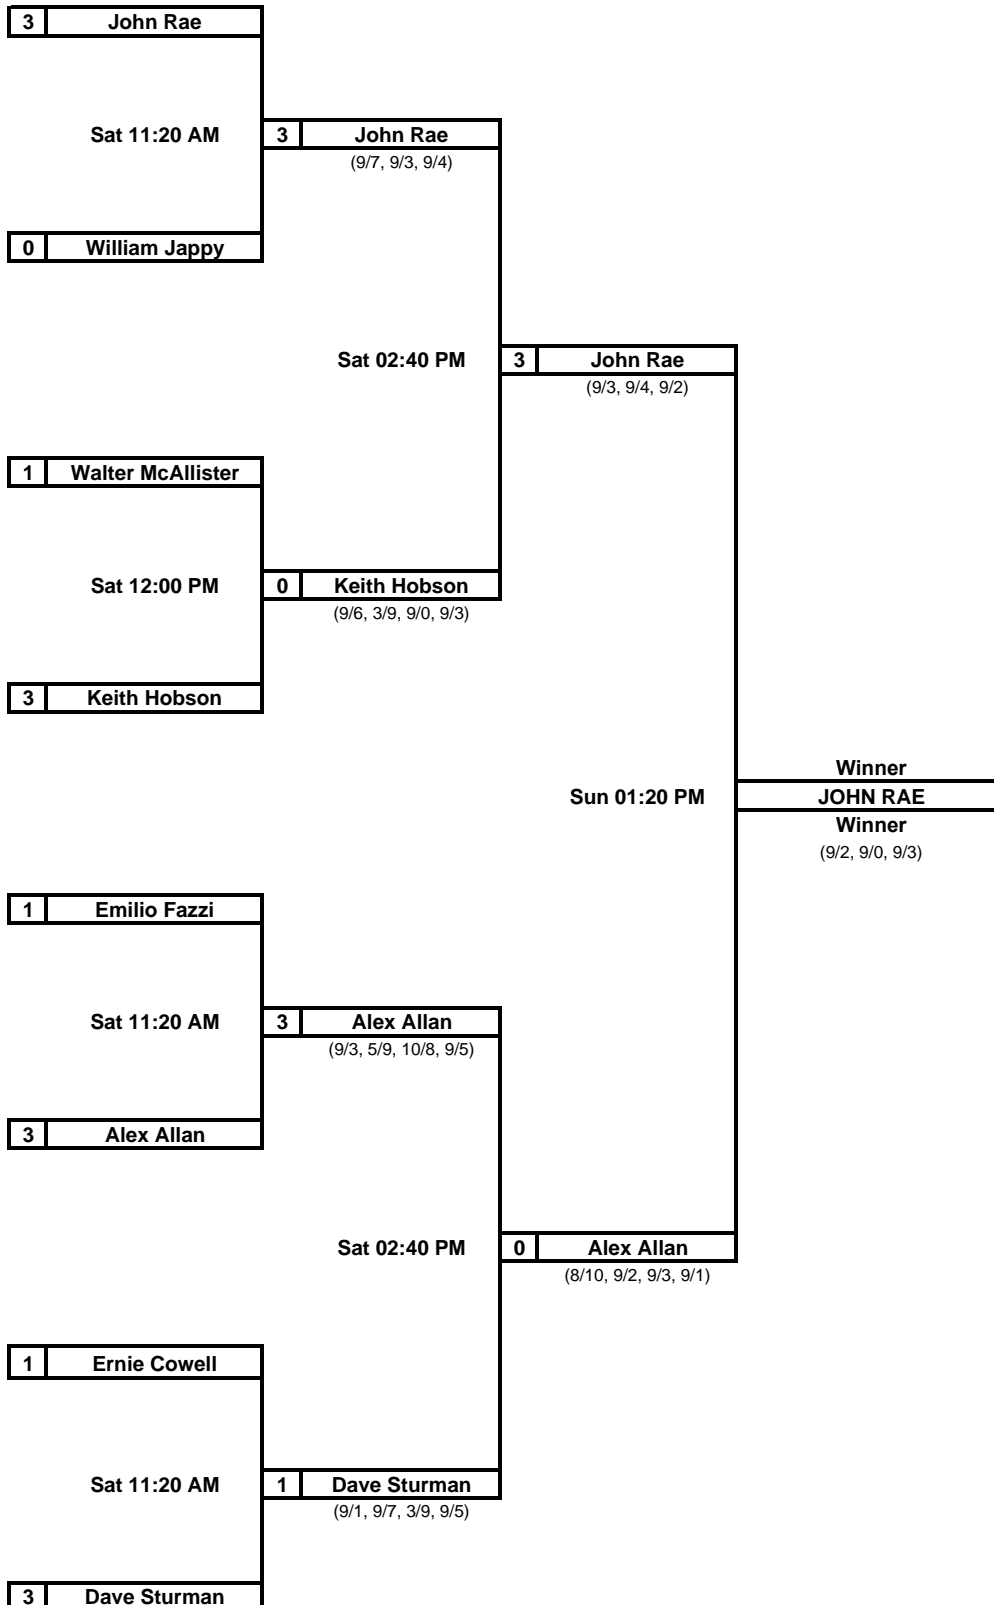 3 John Rae
Sat 11:20 AM 3 John Rae
(9/7, 9/3, 9/4)
0 William Jappy
Sat 02:40 PM 3 John Rae
(9/3, 9/4, 9/2)
1 Walter McAllister
Sat 12:00 PM 0 Keith Hobson
(9/6, 3/9, 9/0, 9/3)
3 Keith Hobson
Winner
Sun 01:20 PM JOHN RAE
Winner
(9/2, 9/0, 9/3)
1 Emilio Fazzi
Sat 11:20 AM 3 Alex Allan
(9/3, 5/9, 10/8, 9/5)
3 Alex Allan
Sat 02:40 PM 0 Alex Allan
(8/10, 9/2, 9/3, 9/1)
1 Ernie Cowell
Sat 11:20 AM 1 Dave Sturman
(9/1, 9/7, 3/9, 9/5)
3 Dave Sturman